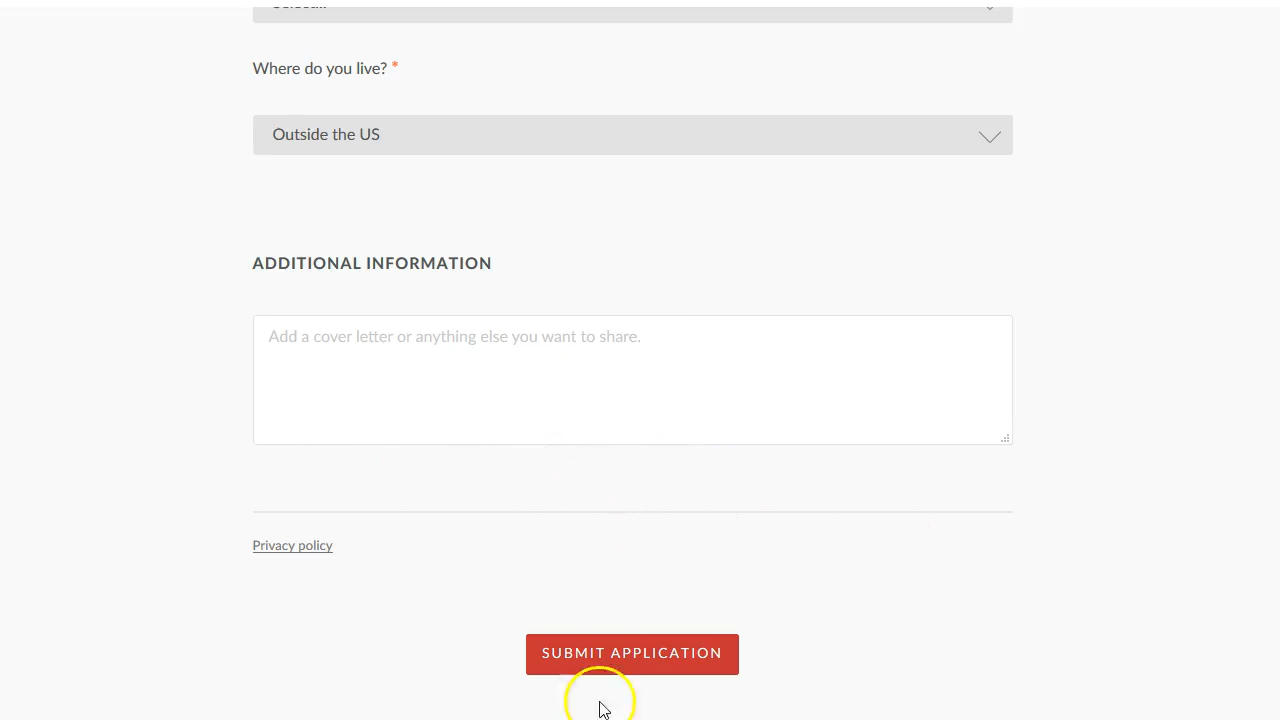 Where do you live? *
Outside the US
ADDITIONAL INFORMATION
Add a cover letter or anything else you want to share.
Privacy policy
SUBMIT APPLICATION